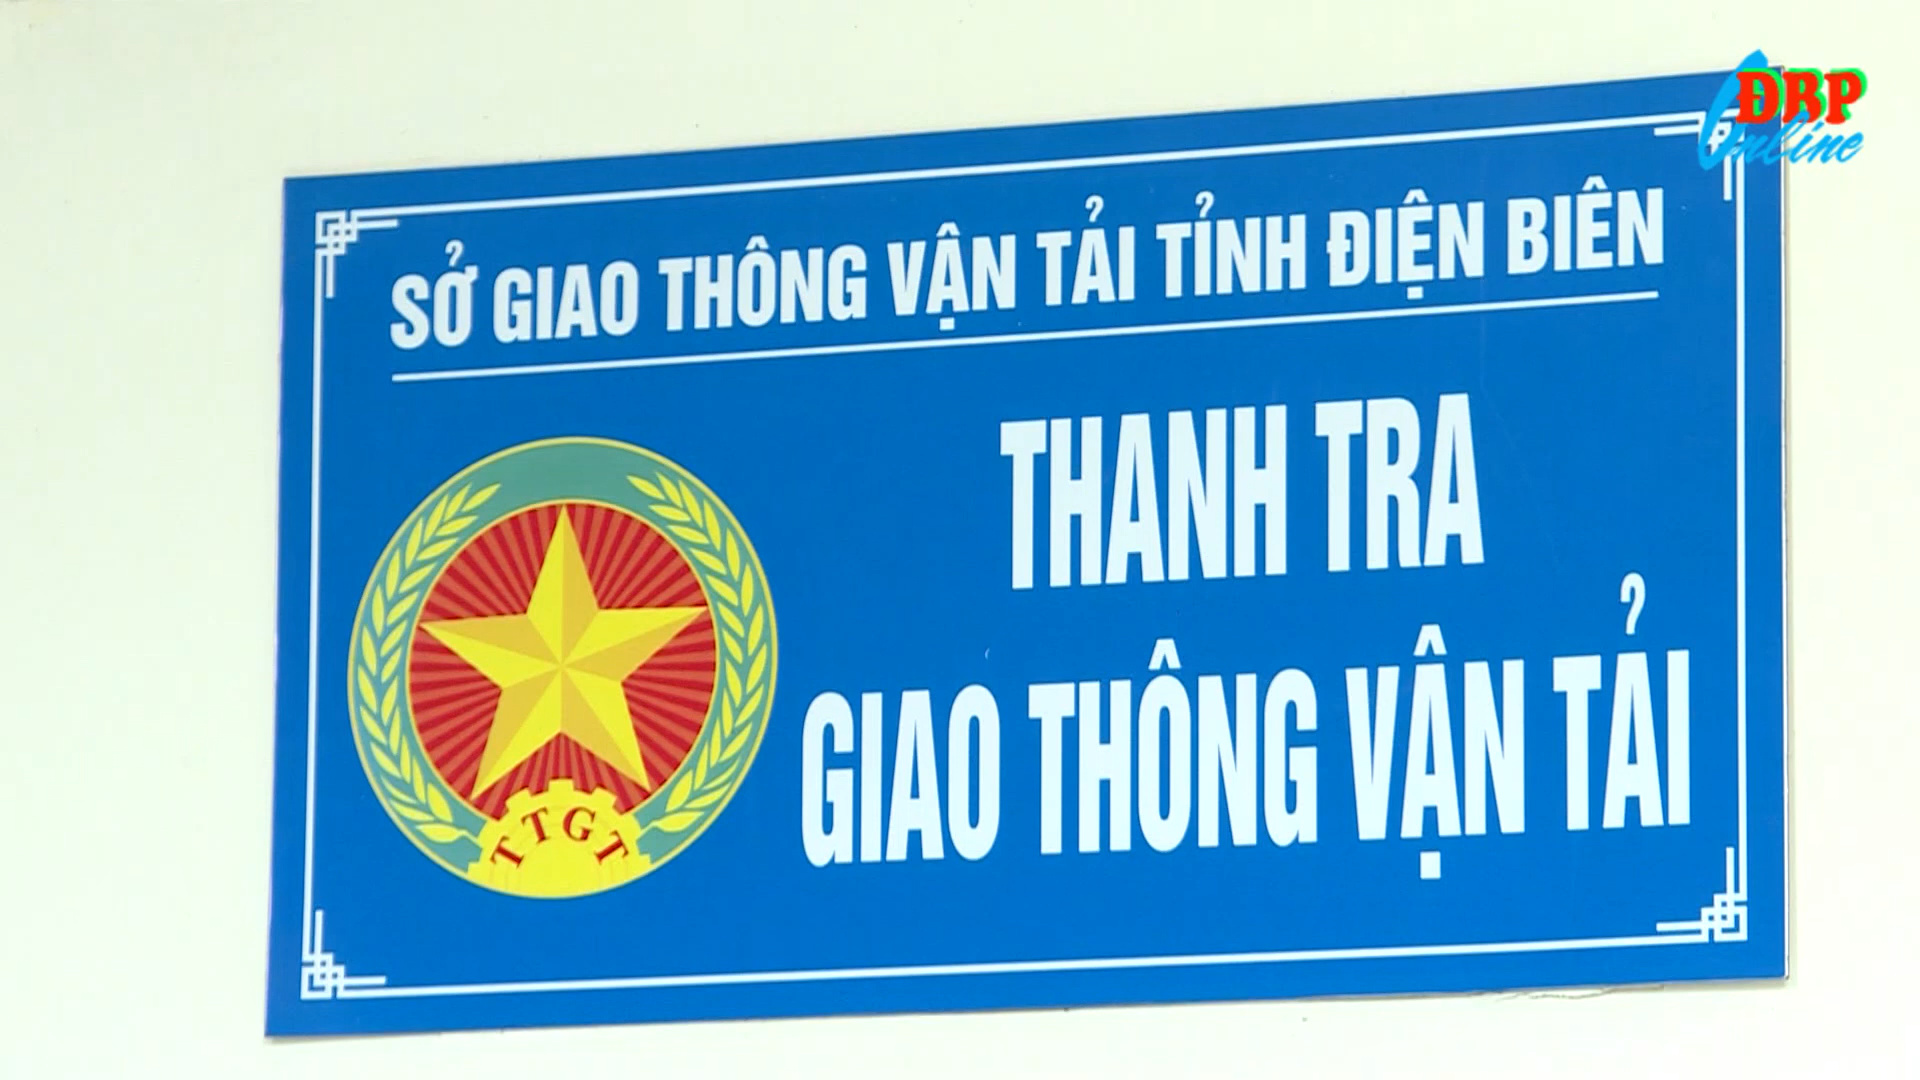 ĐBP
Online
SỞ GIAO THÔNG VẬN TẢI TỈNH ĐIỆN BIÊN
THANH TRA
GIAO THÔNG VẬN TẢI
TTGT